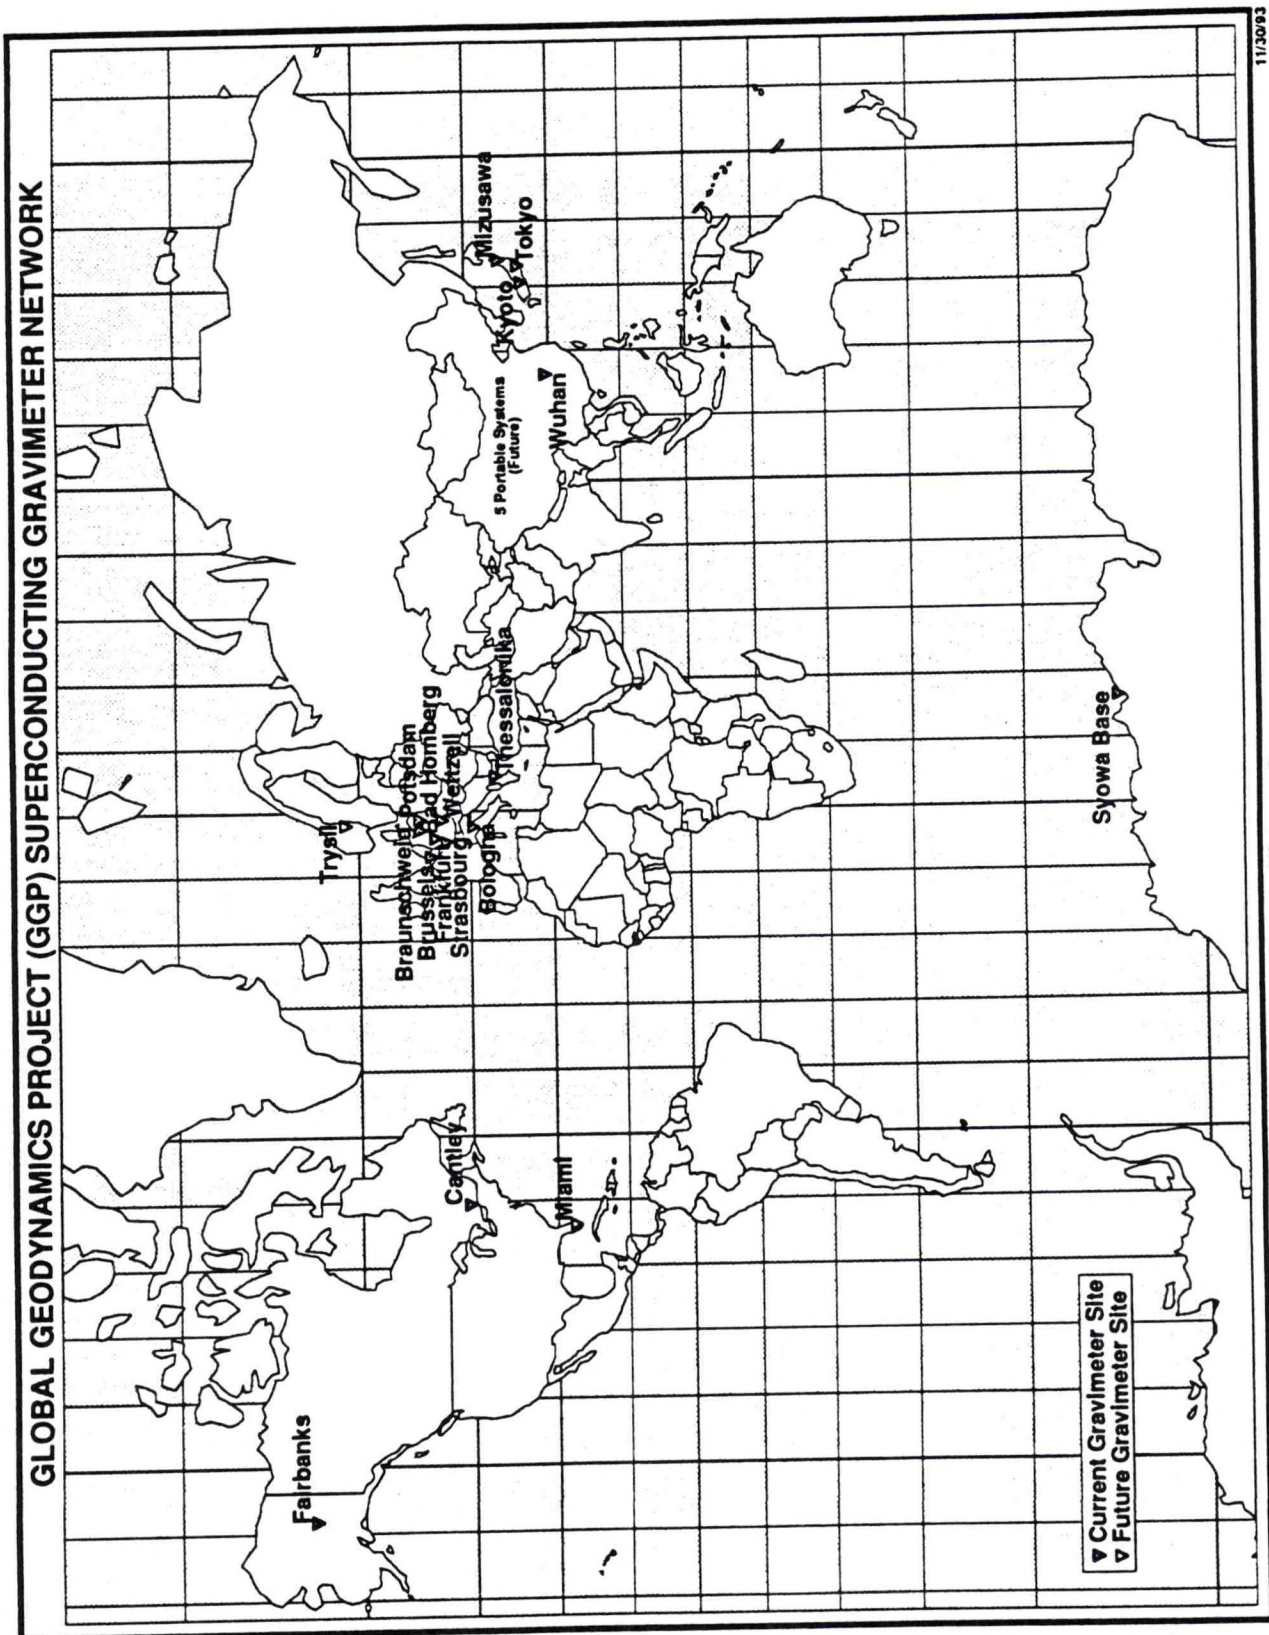 GLOBAL GEODYNAMICS PROJECT (GGP) SUPERCONDUCTING GRAVIMETER NETWORK
Fairbanks
Trysil
Cantley
Miami
Braunschweig
Potsdam
Brussels
Bad Homberg
Frankfurt
Wettzell
Strasbourg
Bologna
Thessalonika
5 Portable Systems
(Future)
Wuhan
Kyoto
Mizusawa
Tokyo
Syowa Base
Current Gravimeter Site
Future Gravimeter Site
11/30/93